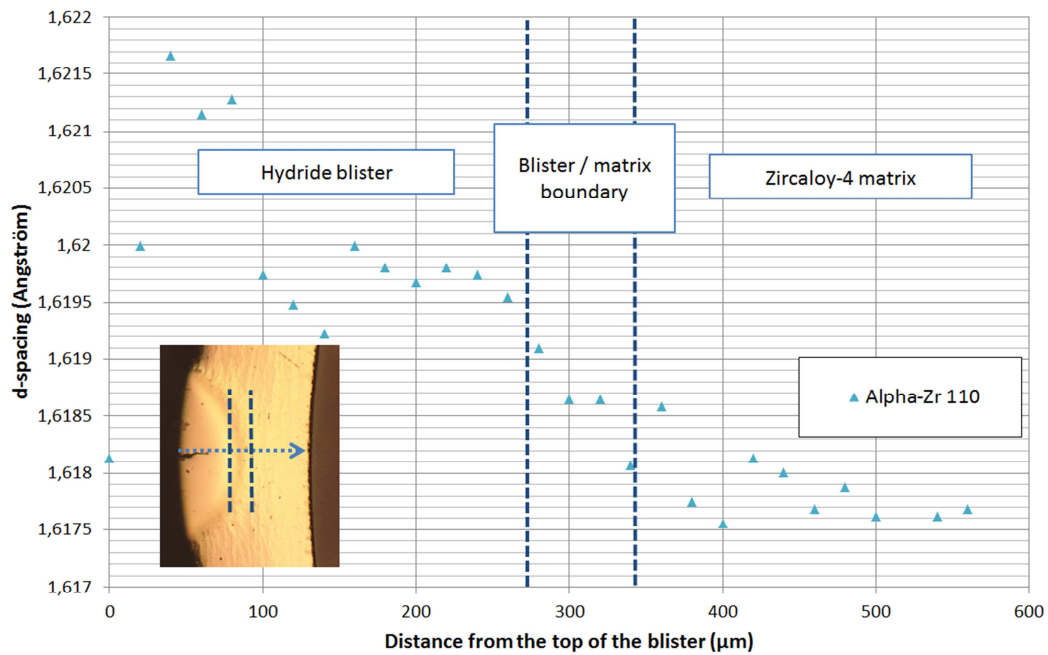 1,622
1,6215
1,621
1,6205
1,62
1,6195
1,619
1,6185
1,618
1,6175
1,617
d-spacing (Angström)
Hydride blister
Blister / matrix
boundary
Zircaloy-4 matrix
Alpha-Zr 110
0 100 200 300 400 500 600
Distance from the top of the blister (μm)